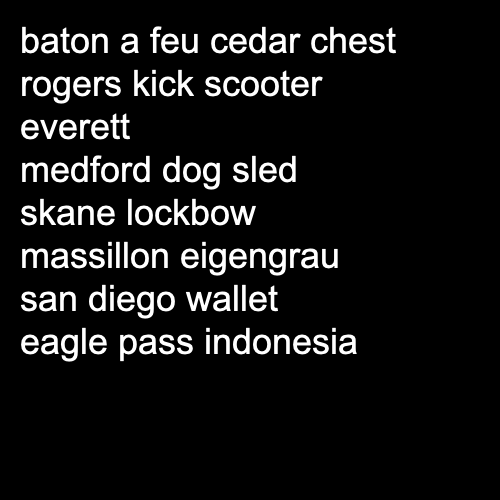 baton a feu cedar chest
rogers kick scooter
everett
medford dog sled
skane lockbow
massillon eigengrau
san diego wallet
eagle pass indonesia